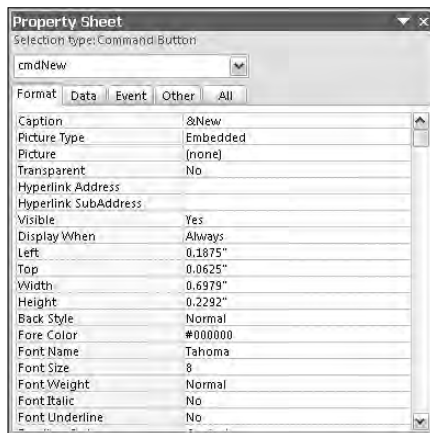 Property Sheet
Selection type: Command Button
cmdNew
Format Data Event Other All
Caption &New
Picture Type Embedded
Picture (none)
Transparent No
Hyperlink Address
Hyperlink SubAddress
Visible Yes
Display When Always
Left 0.1875"
Top 0.0625"
Width 0.6979"
Height 0.2292"
Back Style Normal
Fore Color #000000
Font Name Tahoma
Font Size 8
Font Weight Normal
Font Italic No
Font Underline No